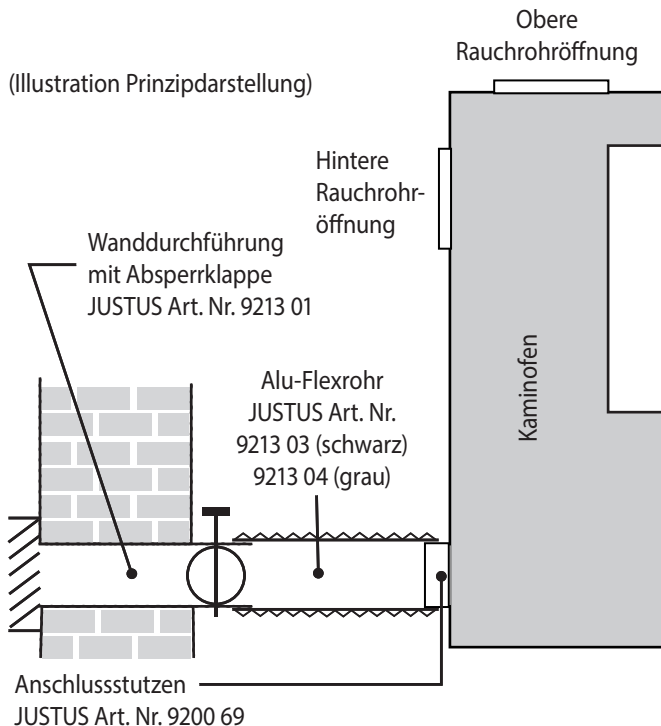 Obere
Rauchrohröffnung
(Illustration Prinzipdarstellung)
Hintere
Rauchrohr-
öffnung
Wanddurchführung
mit Absperrklappe
JUSTUS Art. Nr. 9213 01
Alu-Flexrohr
JUSTUS Art. Nr.
9213 03 (schwarz)
9213 04 (grau)
Kaminofen
Anschlussstutzen
JUSTUS Art. Nr. 9200 69